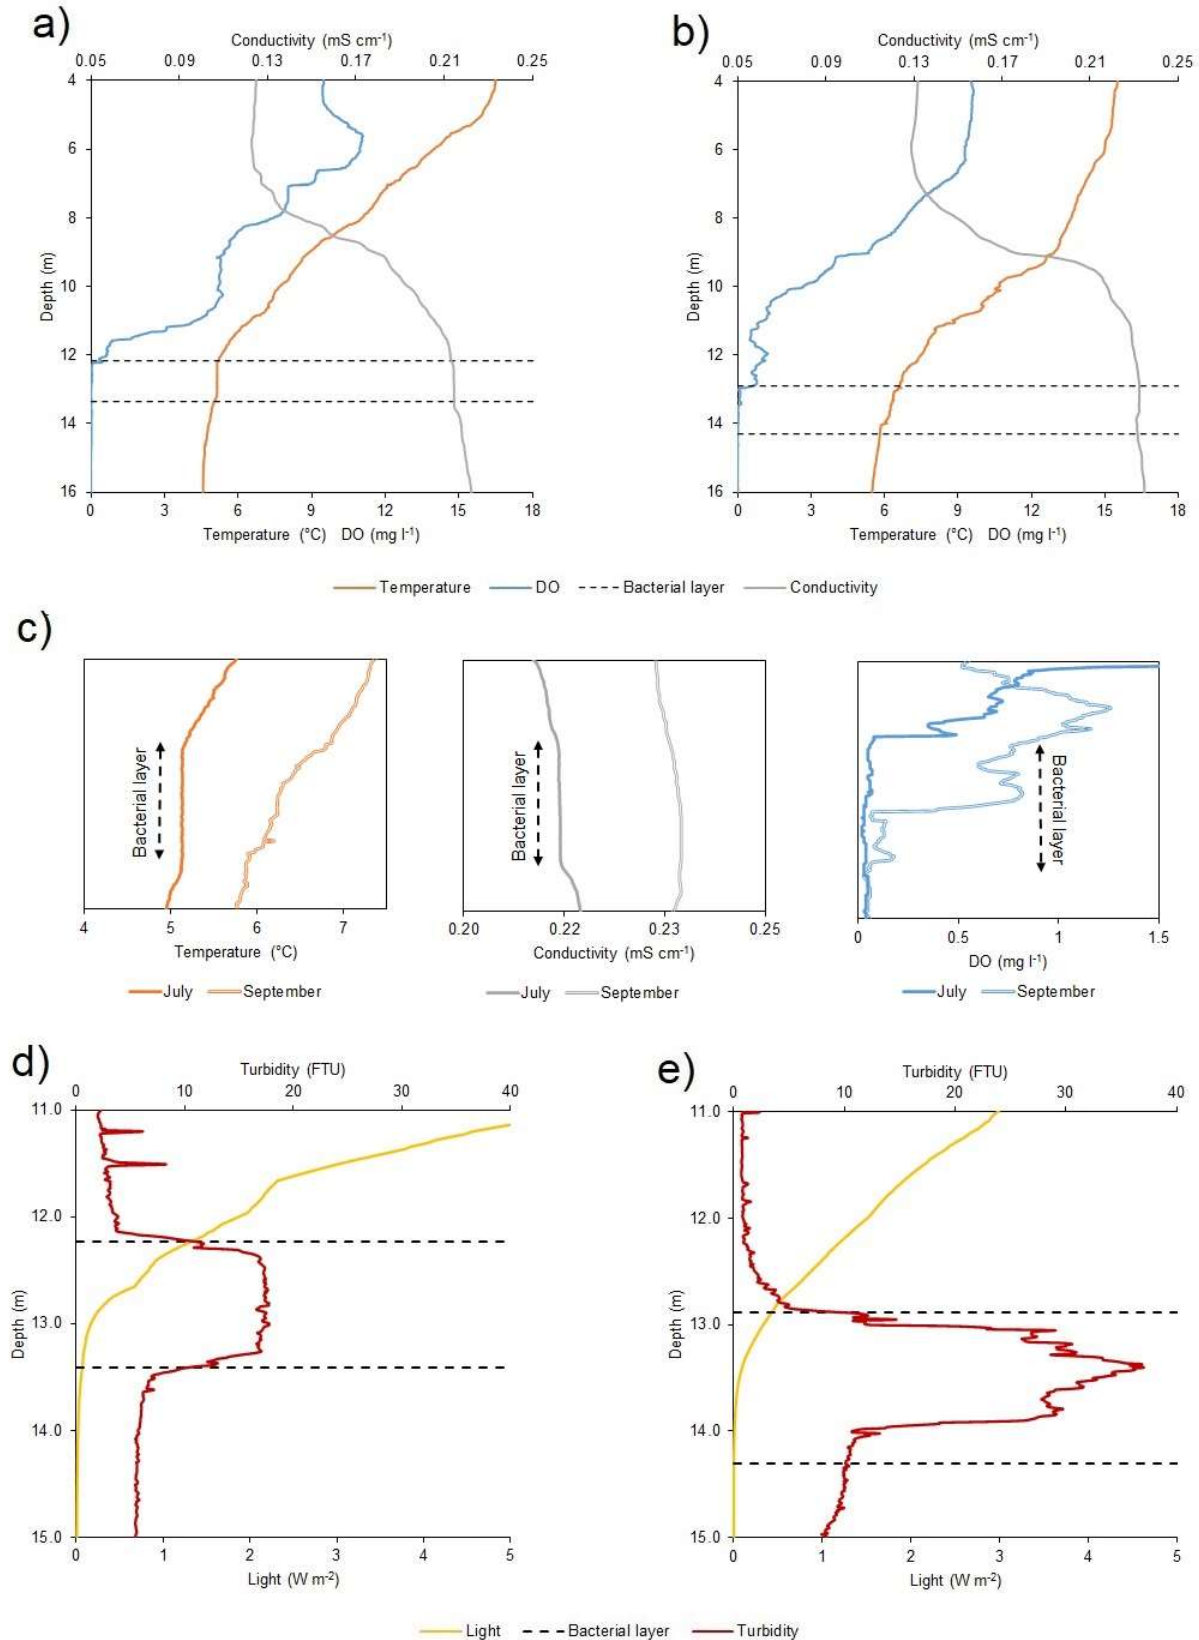 a)
Conductivity (mS cm⁻¹)
0.05 0.09 0.13 0.17 0.21 0.25
4
6
8
10
12
14
16
Depth (m)
0 3 6 9 12 15 18
Temperature (°C) DO (mg l⁻¹)
b)
Conductivity (mS cm⁻¹)
0.05 0.09 0.13 0.17 0.21 0.25
4
6
8
10
12
14
16
Depth (m)
0 3 6 9 12 15 18
Temperature (°C) DO (mg l⁻¹)
Temperature DO Bacterial layer Conductivity
c)
Bacterial layer
4 5 6 7
Temperature (°C)
July September
Bacterial layer
0.20 0.22 0.23 0.25
Conductivity (mS cm⁻¹)
July September
Bacterial layer
0 0.5 1 1.5
DO (mg l⁻¹)
July September
d)
Turbidity (FTU)
0 10 20 30 40
11.0
12.0
13.0
14.0
15.0
Depth (m)
0 1 2 3 4 5
Light (W m⁻²)
e)
Turbidity (FTU)
0 10 20 30 40
11.0
12.0
13.0
14.0
15.0
Depth (m)
0 1 2 3 4 5
Light (W m⁻²)
Light Bacterial layer Turbidity